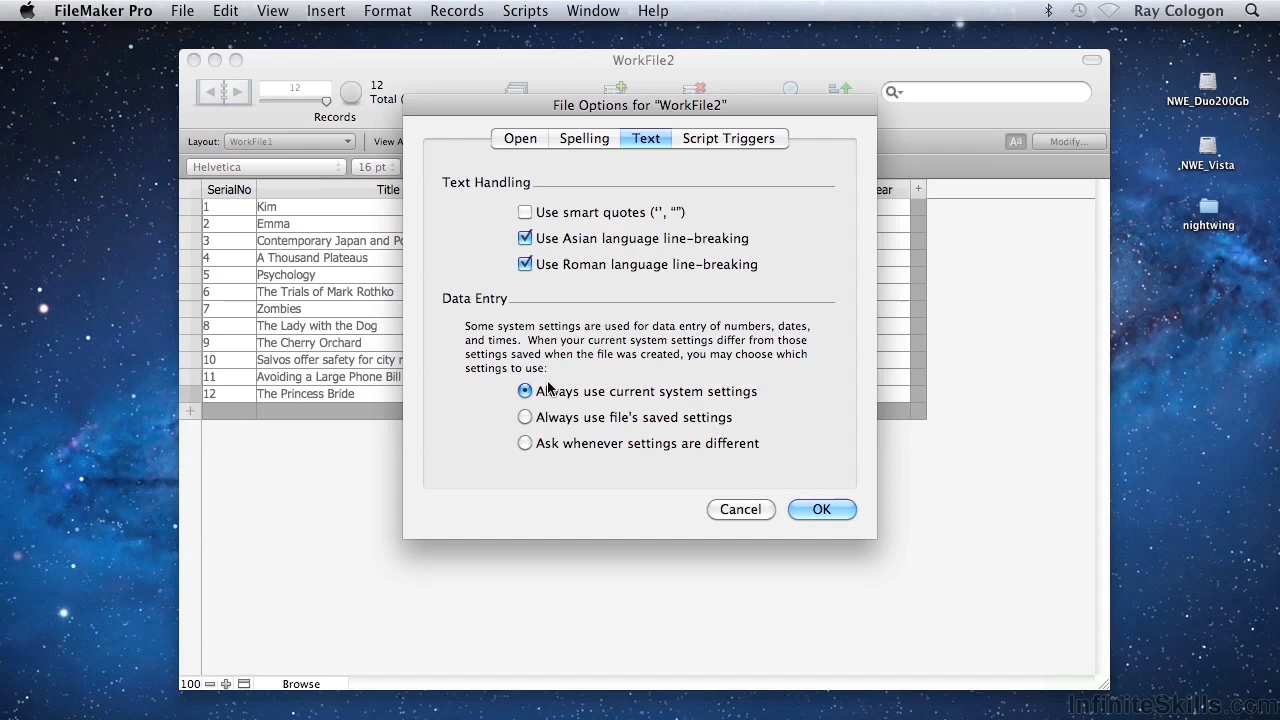 FileMaker Pro File Edit View Insert Format Records Scripts Window Help Ray Cologon
WorkFile2
12 12
Total (
Records
Layout: WorkFile1 View A Aa Modify...
Helvetica 16 pt
File Options for “WorkFile2”
Open Spelling Text Script Triggers
Text Handling
Use smart quotes (‘’, “”)
Use Asian language line-breaking
Use Roman language line-breaking
Data Entry
Some system settings are used for data entry of numbers, dates,
and times. When your current system settings differ from those
settings saved when the file was created, you may choose which
settings to use:
Always use current system settings
Always use file's saved settings
Ask whenever settings are different
Cancel OK
SerialNo Title ear +
1 Kim
2 Emma
3 Contemporary Japan and Po
4 A Thousand Plateaus
5 Psychology
6 The Trials of Mark Rothko
7 Zombies
8 The Lady with the Dog
9 The Cherry Orchard
10 Salvos offer safety for city r
11 Avoiding a Large Phone Bill
12 The Princess Bride
+
100 Browse
NWE_Duo200Gb
.NWE_Vista
nightwing
InfiniteSkills.com